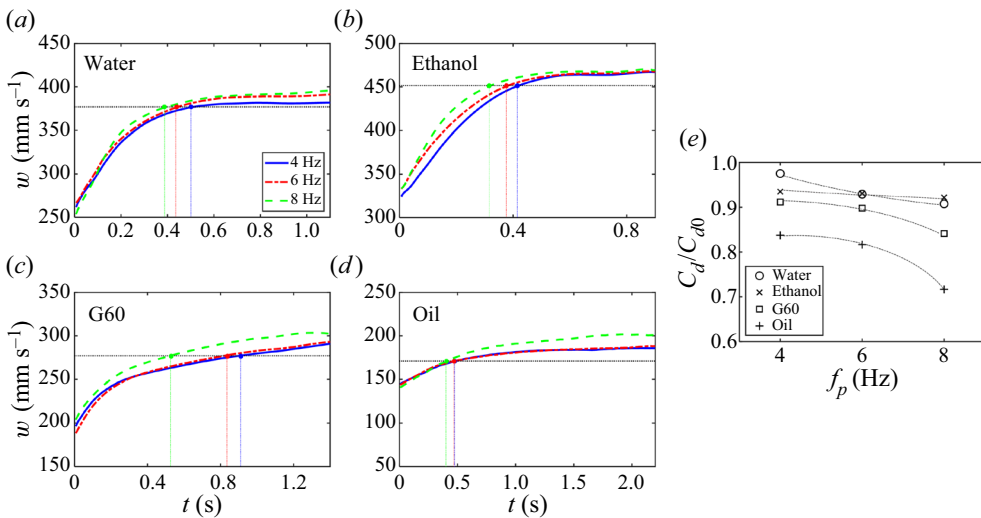 (a)
450
400
350
300
250
0
0.2
0.4
0.6
0.8
1.0
w (mm s⁻¹)
Water
4 Hz
6 Hz
8 Hz
(b)
500
450
400
350
300
0
0.4
0.8
Ethanol
(c)
350
300
250
200
150
100
0
0.4
0.8
1.2
w (mm s⁻¹)
t (s)
G60
(d)
250
200
150
100
50
0
0.5
1.0
1.5
2.0
t (s)
Oil
(e)
1.0
0.9
0.8
0.7
0.6
4
6
8
C_d/C_d0
f_p (Hz)
Water
Ethanol
G60
Oil